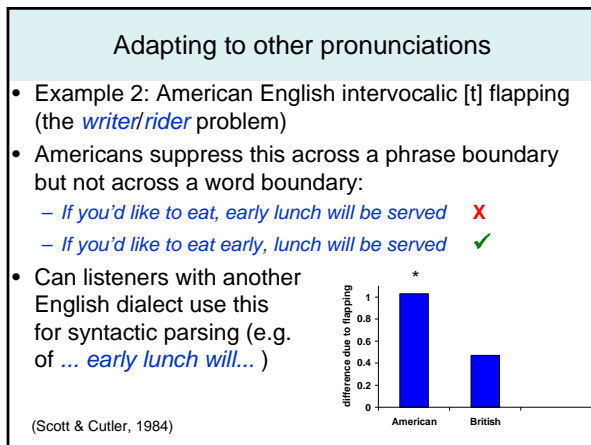 Adapting to other pronunciations
• Example 2: American English intervocalic [t] flapping
(the writer/rider problem)
• Americans suppress this across a phrase boundary
but not across a word boundary:
– If you'd like to eat, early lunch will be served X
– If you'd like to eat early, lunch will be served ✓
• Can listeners with another
English dialect use this
for syntactic parsing (e.g.
of ... early lunch will... )
difference due to flapping
*
1
0.8
0.6
0.4
0.2
0
American British
(Scott & Cutler, 1984)